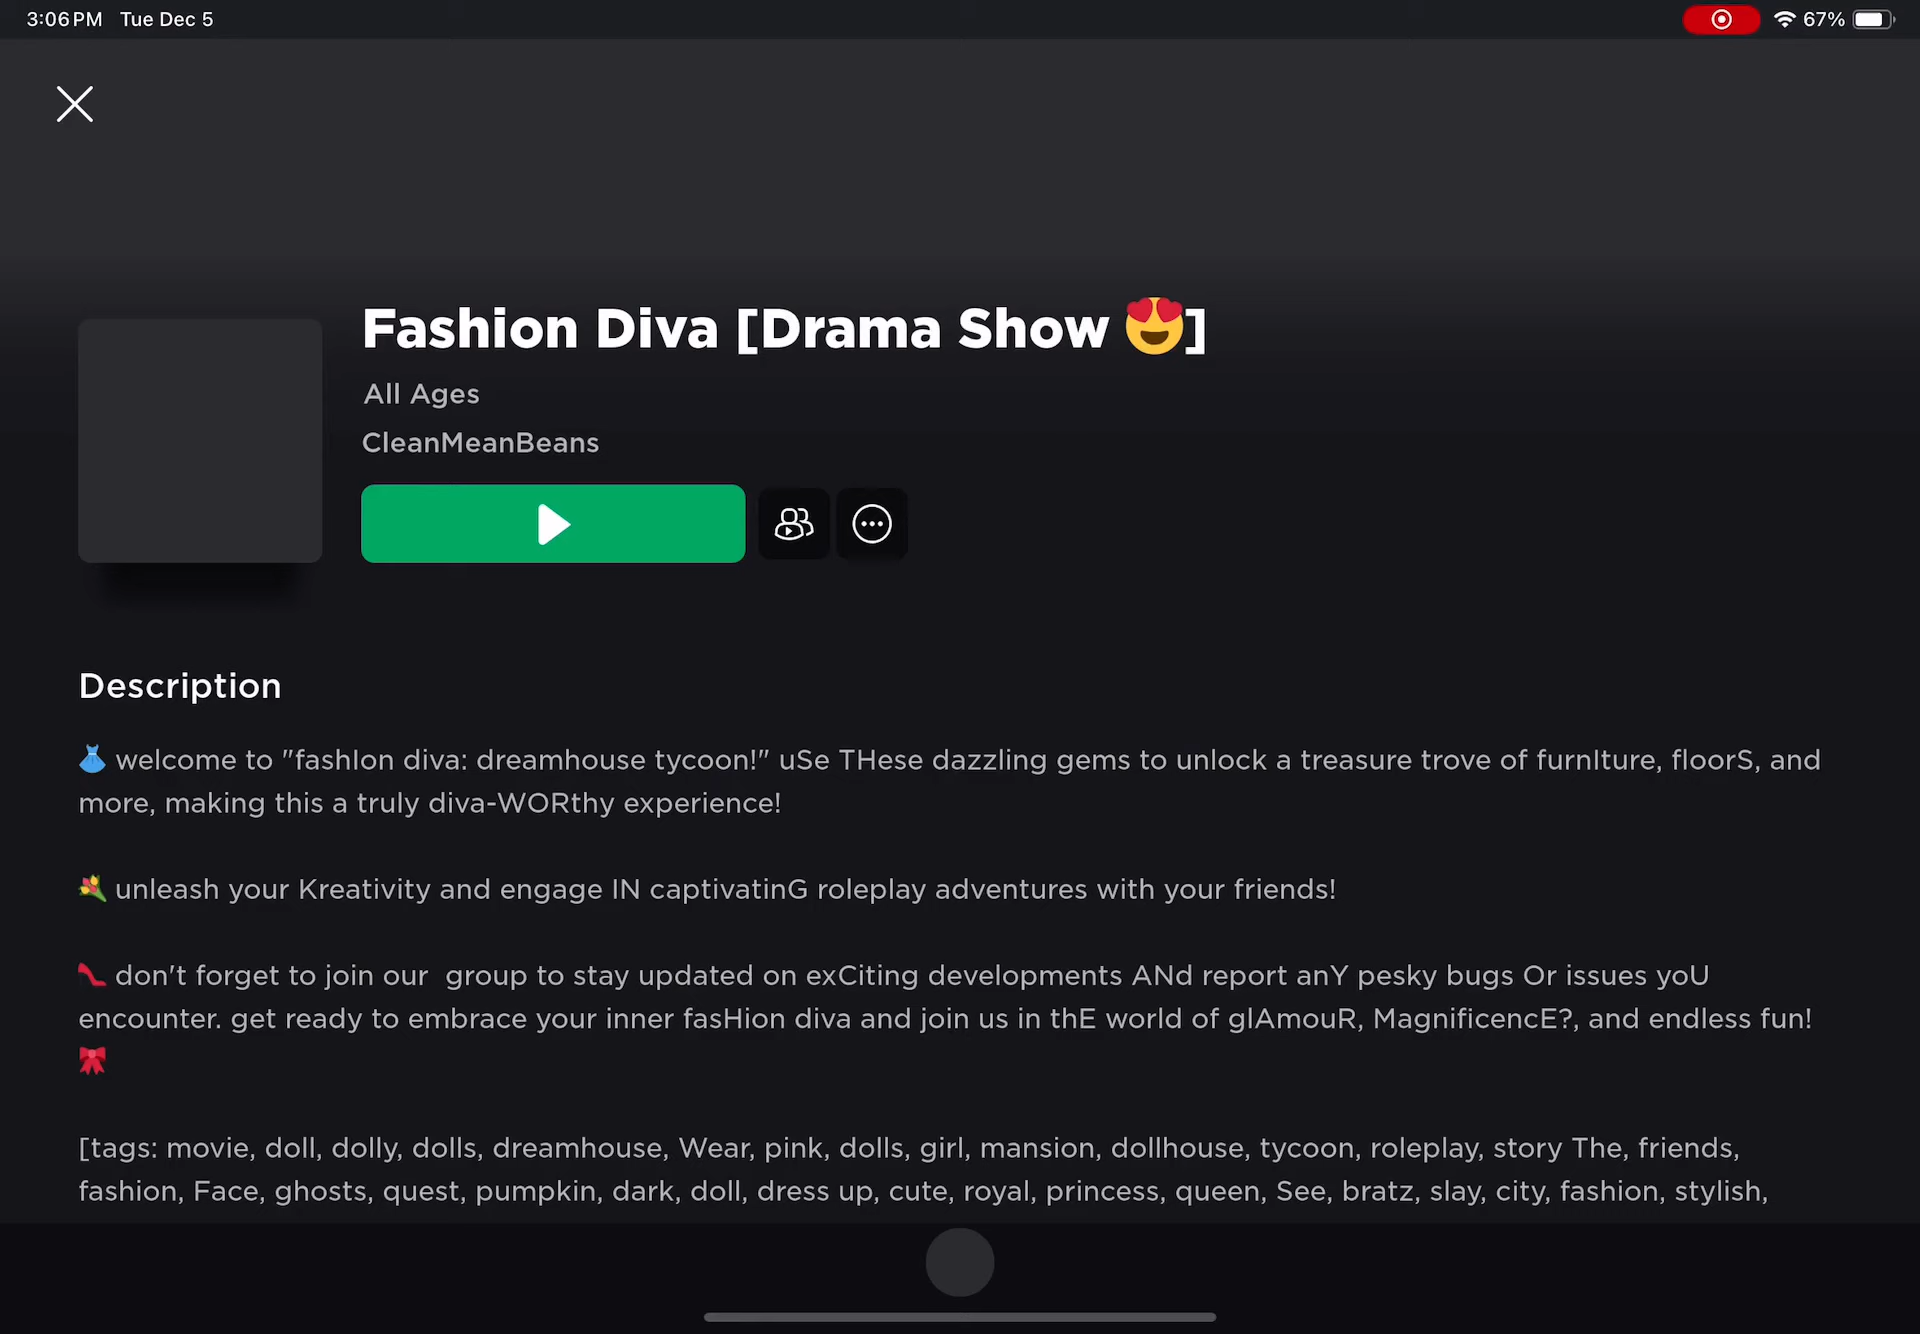 3:06 PM Tue Dec 5
67%
Fashion Diva [Drama Show 😍]
All Ages
CleanMeanBeans
Description
👗 welcome to "fashIon diva: dreamhouse tycoon!" uSe THese dazzling gems to unlock a treasure trove of furnIture, floorS, and
more, making this a truly diva-WORthy experience!
💐 unleash your Kreativity and engage IN captivatinG roleplay adventures with your friends!
👠 don't forget to join our  group to stay updated on exCiting developments ANd report anY pesky bugs Or issues yoU
encounter. get ready to embrace your inner fasHion diva and join us in thE world of glAmouR, MagnificencE?, and endless fun!
🎀
[tags: movie, doll, dolly, dolls, dreamhouse, Wear, pink, dolls, girl, mansion, dollhouse, tycoon, roleplay, story The, friends,
fashion, Face, ghosts, quest, pumpkin, dark, doll, dress up, cute, royal, princess, queen, See, bratz, slay, city, fashion, stylish,